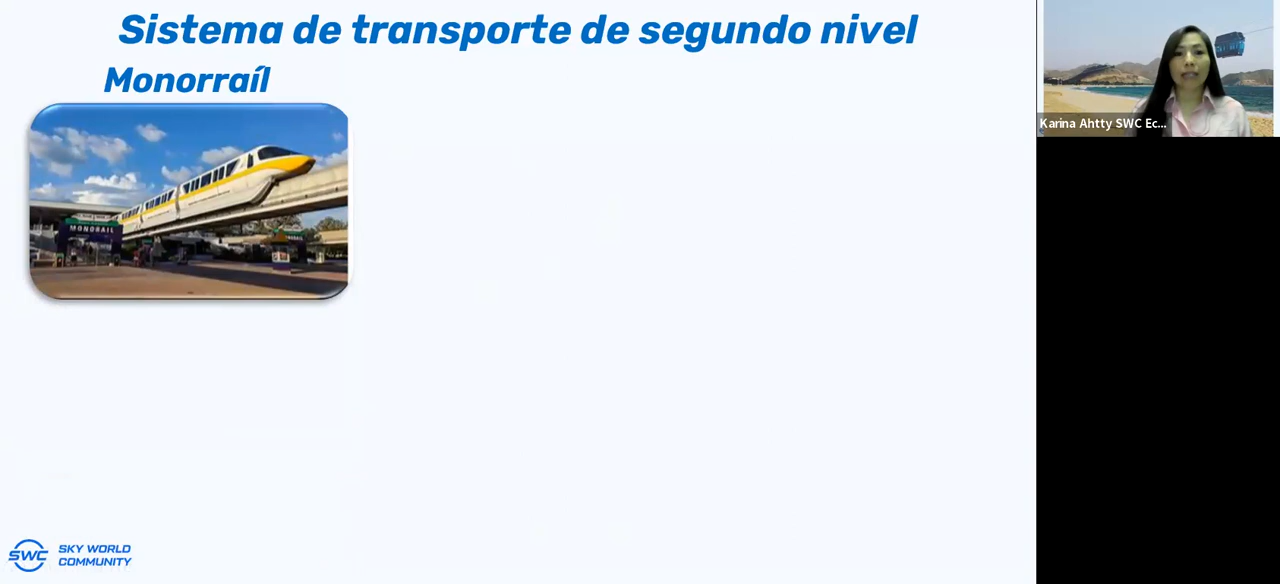 Sistema de transporte de segundo nivel
Monorraíl
MONORAIL
SWC SKY WORLD
COMMUNITY
Karina Ahtty SWC Ec...